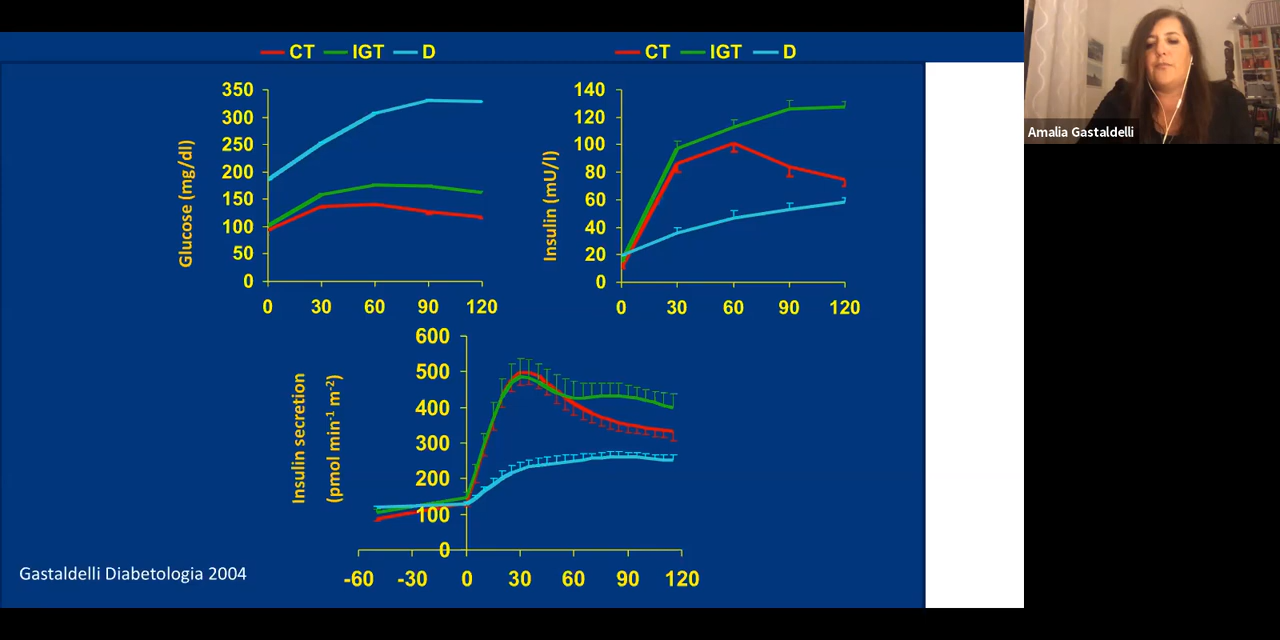 CT IGT D
CT IGT D
350
300
250
200
150
100
50
0
Glucose (mg/dl)
0 30 60 90 120
140
120
100
80
60
40
20
0
Insulin (mU/l)
0 30 60 90 120
600
500
400
300
200
100
0
Insulin secretion
(pmol min-1 m-2)
-60 -30 0 30 60 90 120
Gastaldelli Diabetologia 2004
Amalia Gastaldelli